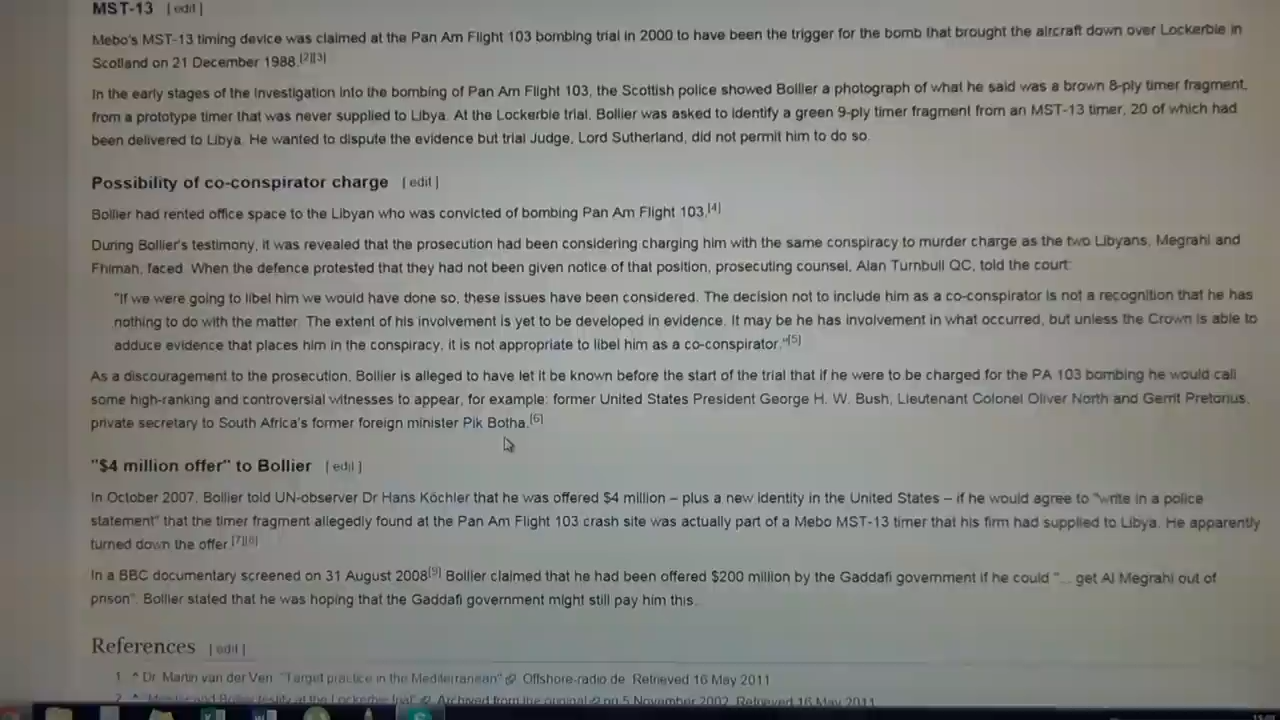 MST-13 [ edit ]
Mebo's MST-13 timing device was claimed at the Pan Am Flight 103 bombing trial in 2000 to have been the trigger for the bomb that brought the aircraft down over Lockerbie in
Scotland on 21 December 1988.[2][3]
In the early stages of the investigation into the bombing of Pan Am Flight 103, the Scottish police showed Bollier a photograph of what he said was a brown 8-ply timer fragment,
from a prototype timer that was never supplied to Libya. At the Lockerbie trial, Bollier was asked to identify a green 9-ply timer fragment from an MST-13 timer, 20 of which had
been delivered to Libya. He wanted to dispute the evidence but trial Judge, Lord Sutherland, did not permit him to do so.
Possibility of co-conspirator charge [ edit ]
Bollier had rented office space to the Libyan who was convicted of bombing Pan Am Flight 103.[4]
During Bollier's testimony, it was revealed that the prosecution had been considering charging him with the same conspiracy to murder charge as the two Libyans, Megrahi and
Fhimah, faced. When the defence protested that they had not been given notice of that position, prosecuting counsel, Alan Turnbull QC, told the court:
"If we were going to libel him we would have done so, these issues have been considered. The decision not to include him as a co-conspirator is not a recognition that he has
nothing to do with the matter. The extent of his involvement is yet to be developed in evidence. It may be he has involvement in what occurred, but unless the Crown is able to
adduce evidence that places him in the conspiracy, it is not appropriate to libel him as a co-conspirator."[5]
As a discouragement to the prosecution, Bollier is alleged to have let it be known before the start of the trial that if he were to be charged for the PA 103 bombing he would call
some high-ranking and controversial witnesses to appear, for example: former United States President George H. W. Bush, Lieutenant Colonel Oliver North and Gerrit Pretorius,
private secretary to South Africa's former foreign minister Pik Botha.[6]
"$4 million offer" to Bollier [ edit ]
In October 2007, Bollier told UN-observer Dr Hans Köchler that he was offered $4 million – plus a new identity in the United States – if he would agree to "write in a police
statement" that the timer fragment allegedly found at the Pan Am Flight 103 crash site was actually part of a Mebo MST-13 timer that his firm had supplied to Libya. He apparently
turned down the offer.[7][8]
In a BBC documentary screened on 31 August 2008[9] Bollier claimed that he had been offered $200 million by the Gaddafi government if he could "... get Al Megrahi out of
prison". Bollier stated that he was hoping that the Gaddafi government might still pay him this.
References [ edit ]
1. ^ Dr. Martin van der Ven. "Target practice in the Mediterranean". Offshore-radio.de. Retrieved 16 May 2011
2. ^ Archived from the original on 5 November 2002. Retrieved 16 May 2011